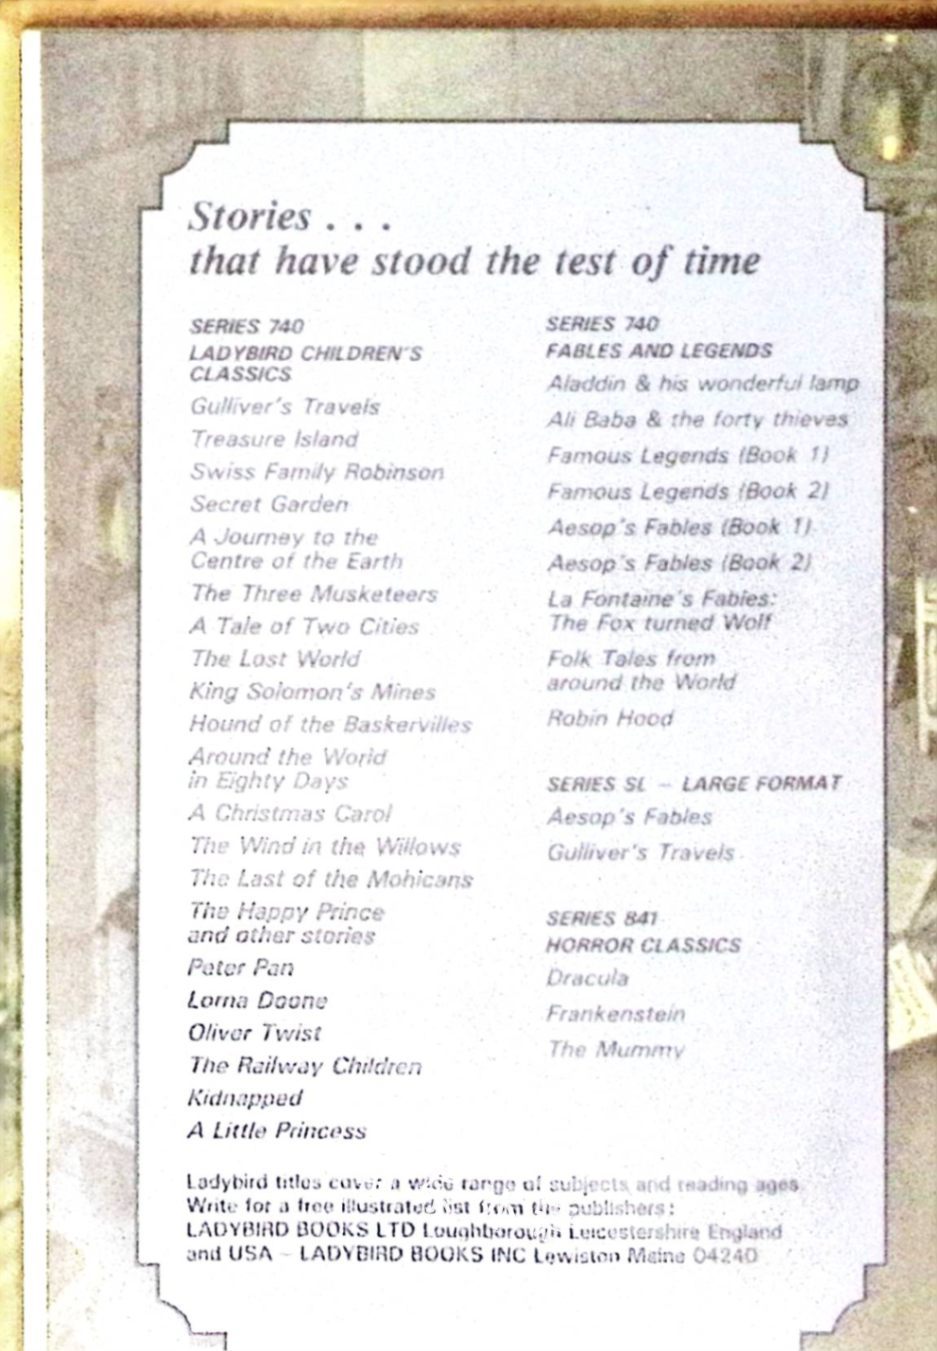 Stories . . .
that have stood the test of time
SERIES 740
LADYBIRD CHILDREN'S
CLASSICS
Gulliver's Travels
Treasure Island
Swiss Family Robinson
Secret Garden
A Journey to the
Centre of the Earth
The Three Musketeers
A Tale of Two Cities
The Lost World
King Solomon's Mines
Hound of the Baskervilles
Around the World
in Eighty Days
A Christmas Carol
The Wind in the Willows
The Last of the Mohicans
The Happy Prince
and other stories
Peter Pan
Lorna Doone
Oliver Twist
The Railway Children
Kidnapped
A Little Princess
SERIES 740
FABLES AND LEGENDS
Aladdin & his wonderful lamp
Ali Baba & the forty thieves
Famous Legends (Book 1)
Famous Legends (Book 2)
Aesop's Fables (Book 1)
Aesop's Fables (Book 2)
La Fontaine's Fables:
The Fox turned Wolf
Folk Tales from
around the World
Robin Hood
SERIES SL – LARGE FORMAT
Aesop's Fables
Gulliver's Travels
SERIES 841
HORROR CLASSICS
Dracula
Frankenstein
The Mummy
Ladybird titles cover a wide range of subjects and reading ages.
Write for a free illustrated list from the publishers:
LADYBIRD BOOKS LTD Loughborough Leicestershire England
and USA – LADYBIRD BOOKS INC Lewiston Maine 04240